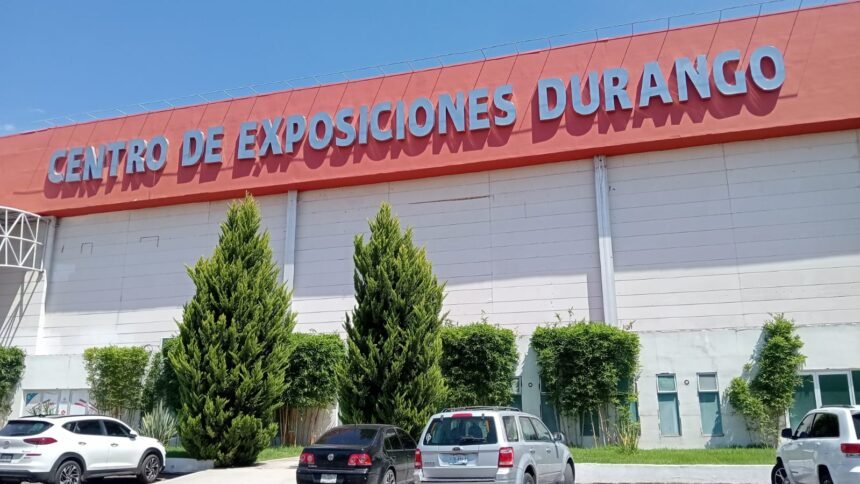 CENTRO DE EXPOSICIONES DURANGO